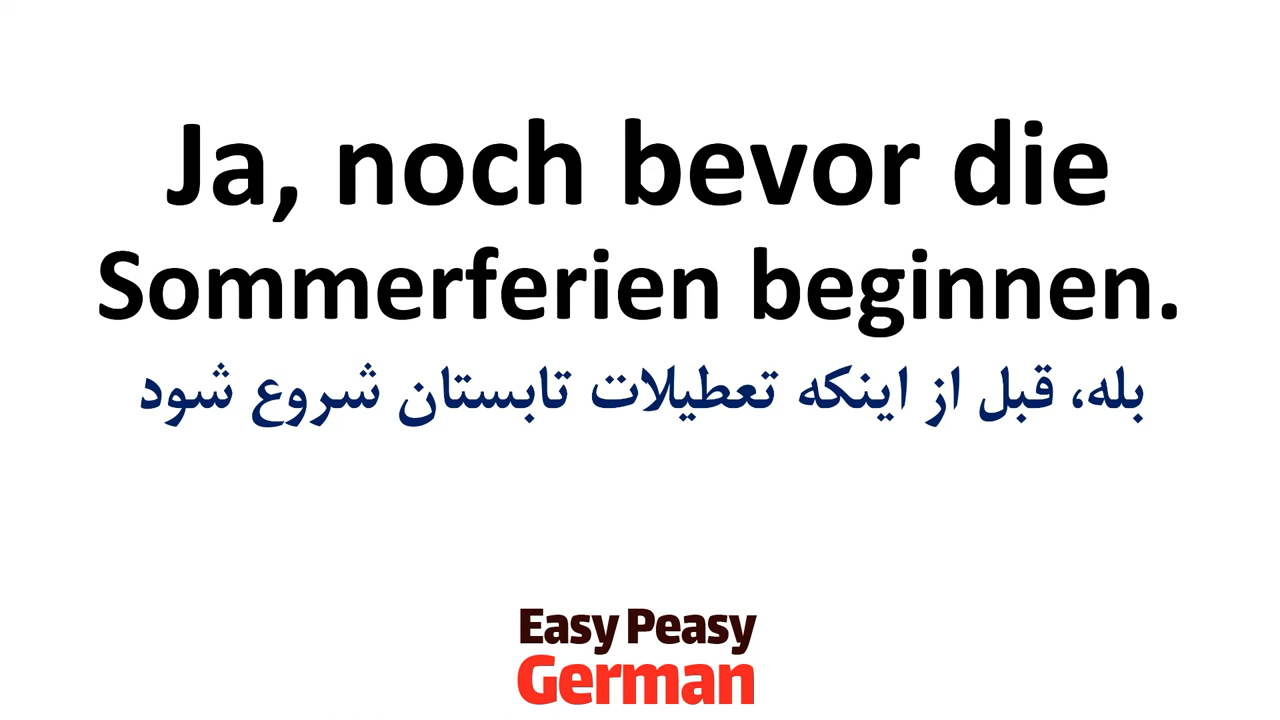 Ja, noch bevor die
Sommerferien beginnen.
بله، قبل از اینکه تعطیلات تابستان شروع شود
Easy Peasy
German